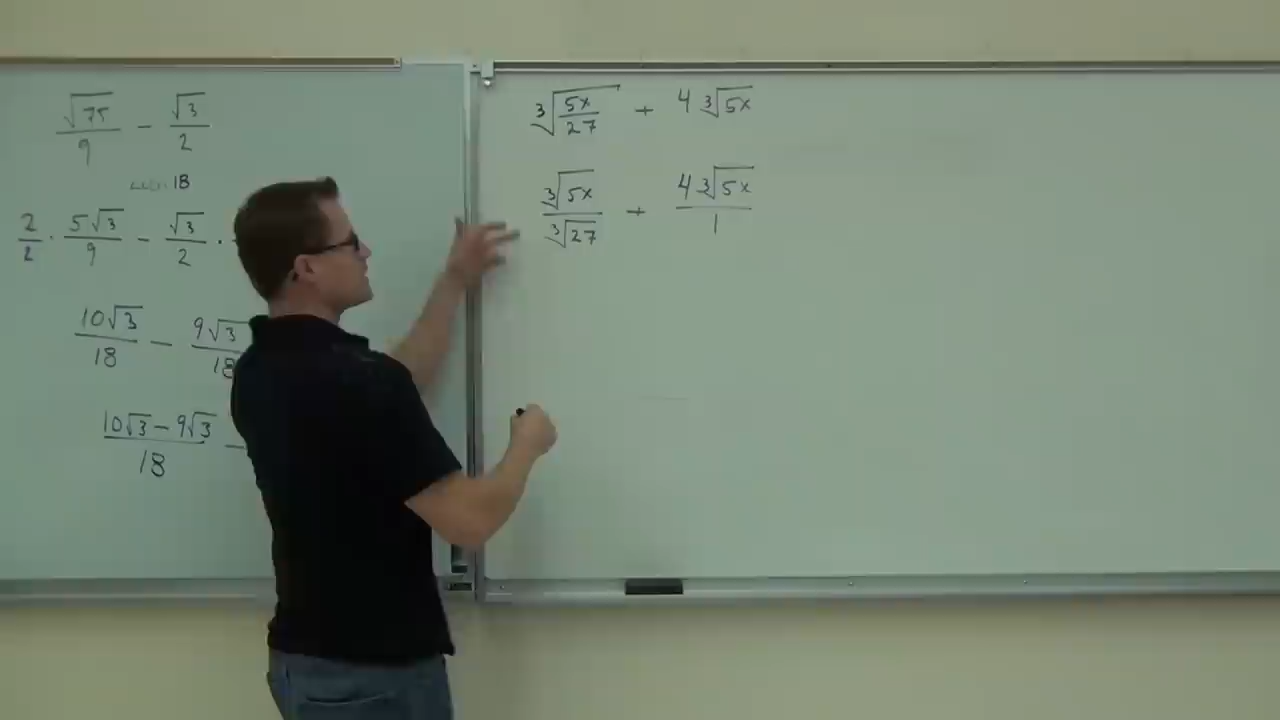 √75/9 − √3/2
18
2/2 · 5√3/9 − √3/2 ·
10√3/18 − 9√3/18
10√3 − 9√3/18 −
∛(5x/27) + 4∛5x
∛5x/∛27 + 4∛5x/1